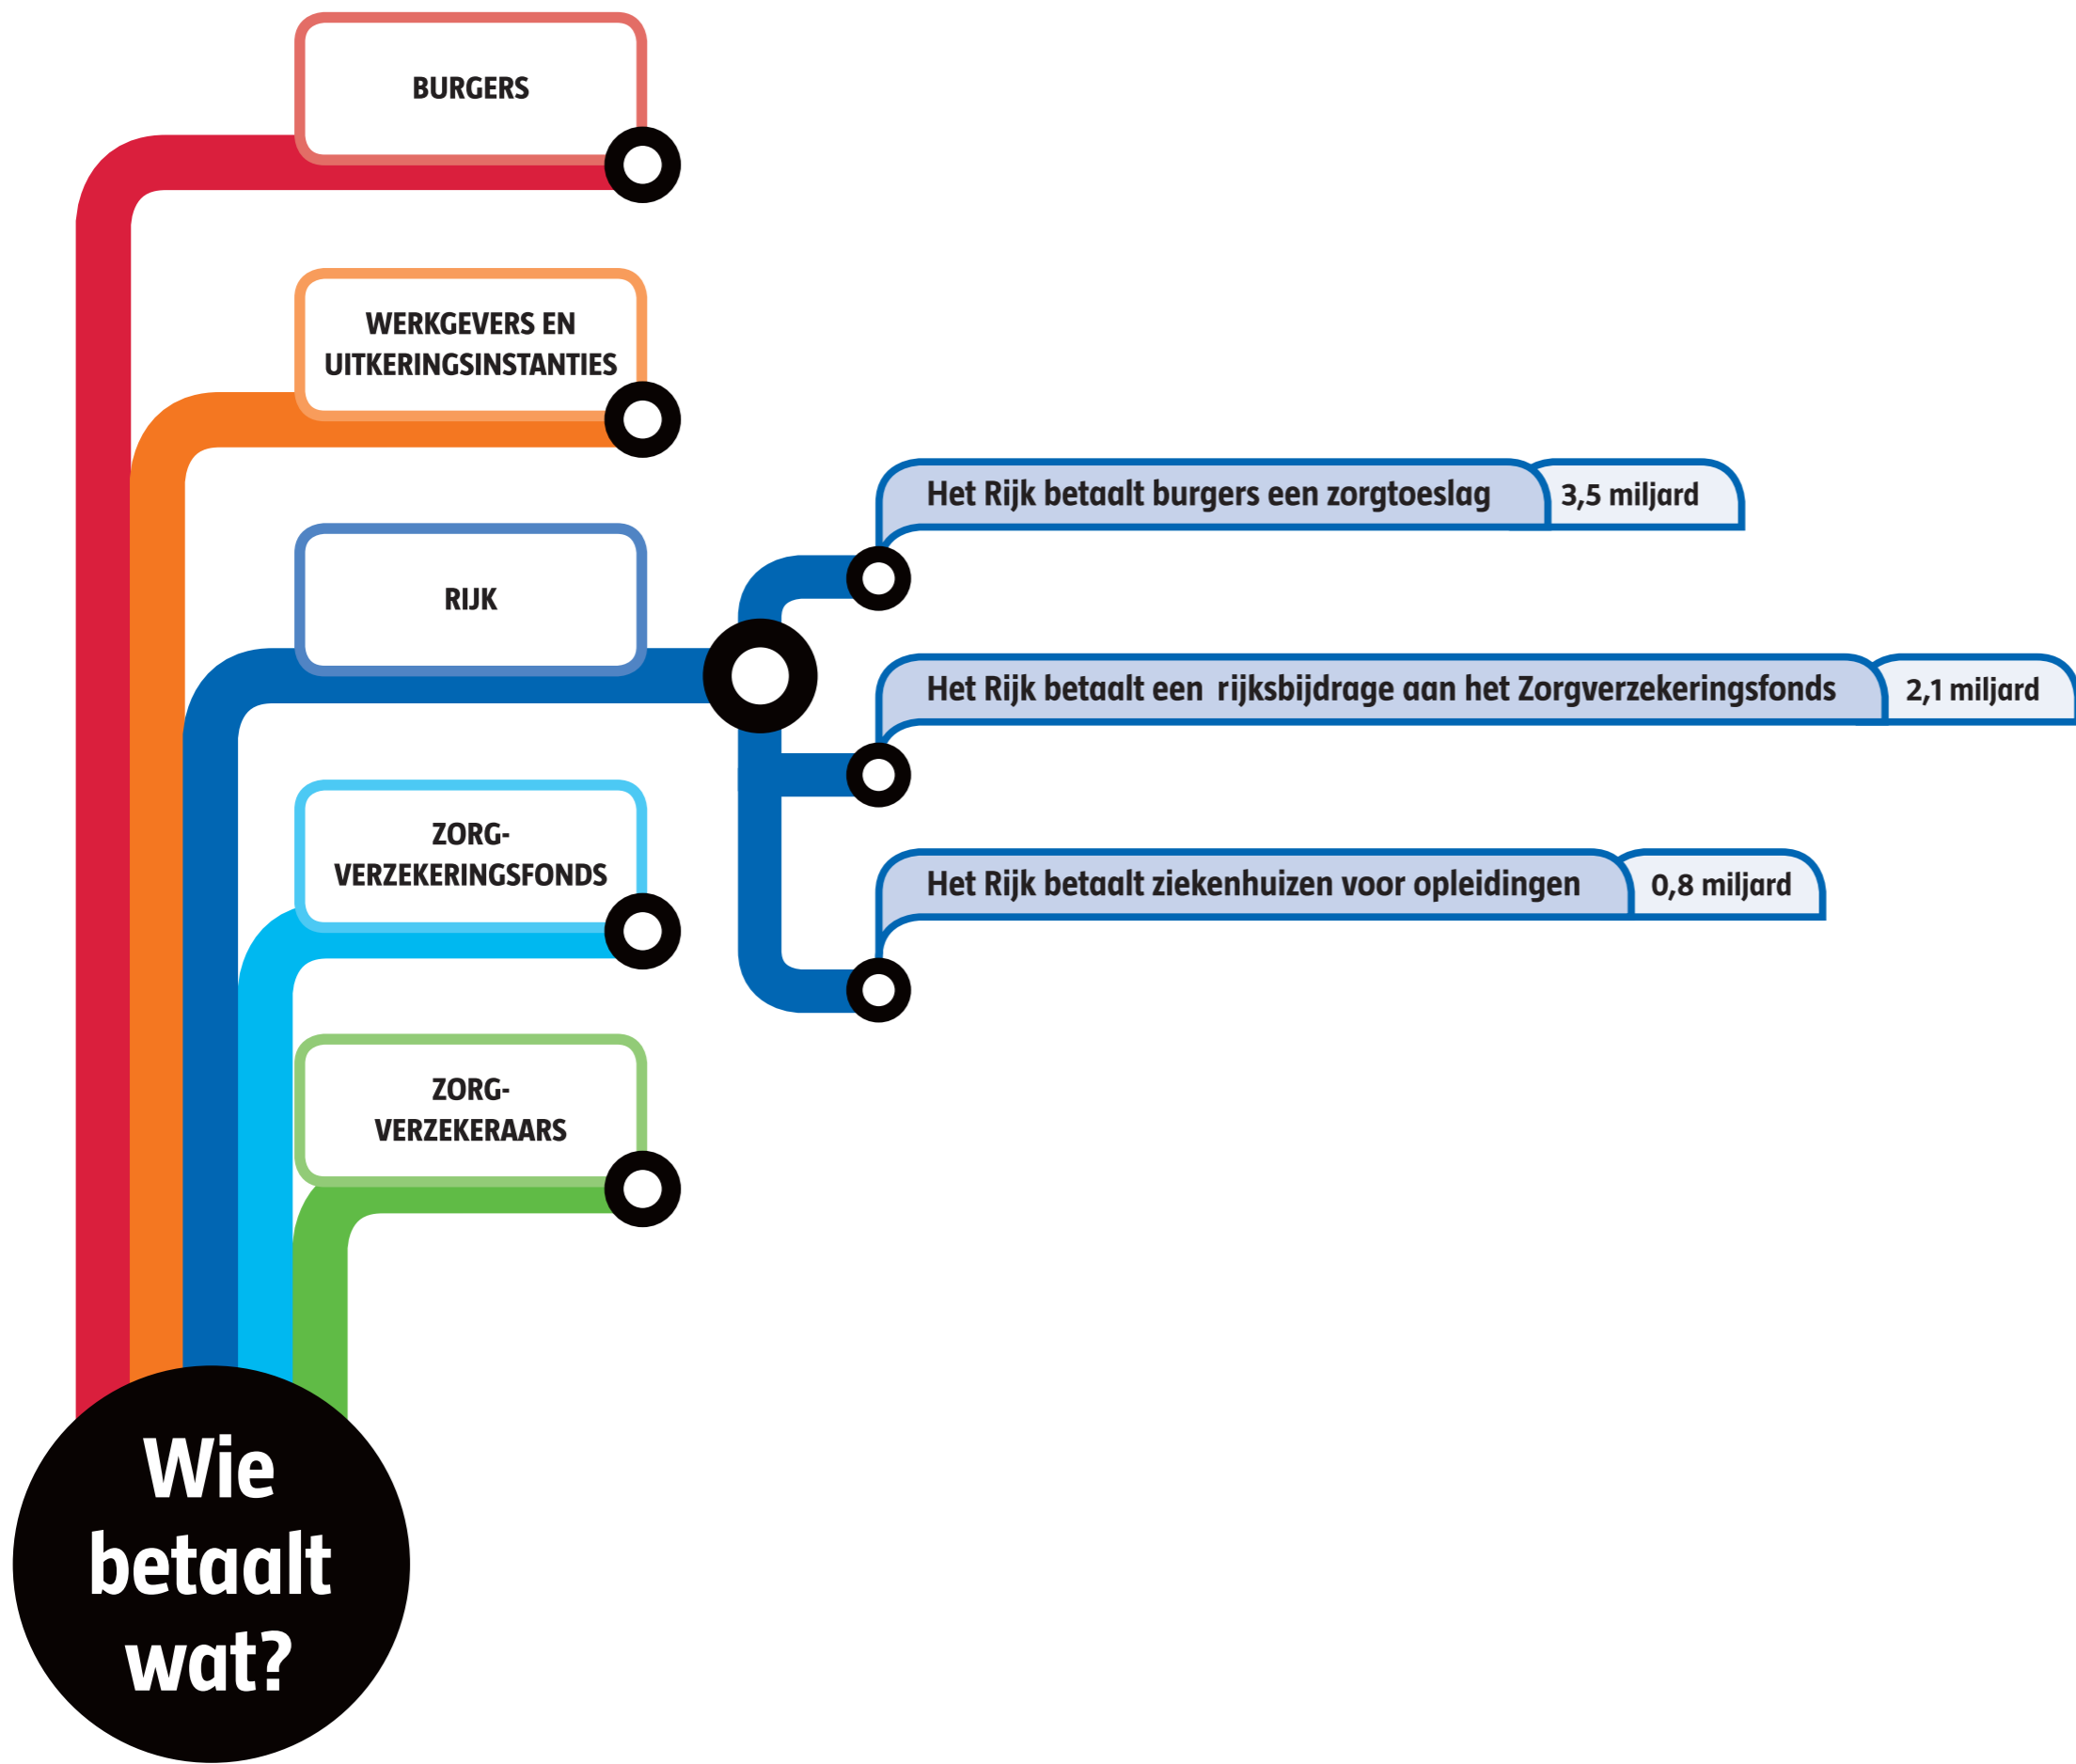 BURGERS
WERKGEVERS EN
UITKERINGSINSTANTIES
RIJK
Het Rijk betaalt burgers een zorgtoeslag 3,5 miljard
Het Rijk betaalt een rijksbijdrage aan het Zorgverzekeringsfonds 2,1 miljard
Het Rijk betaalt ziekenhuizen voor opleidingen 0,8 miljard
ZORG-
VERZEKERINGSFONDS
ZORG-
VERZEKERAARS
Wie
betaalt
wat?